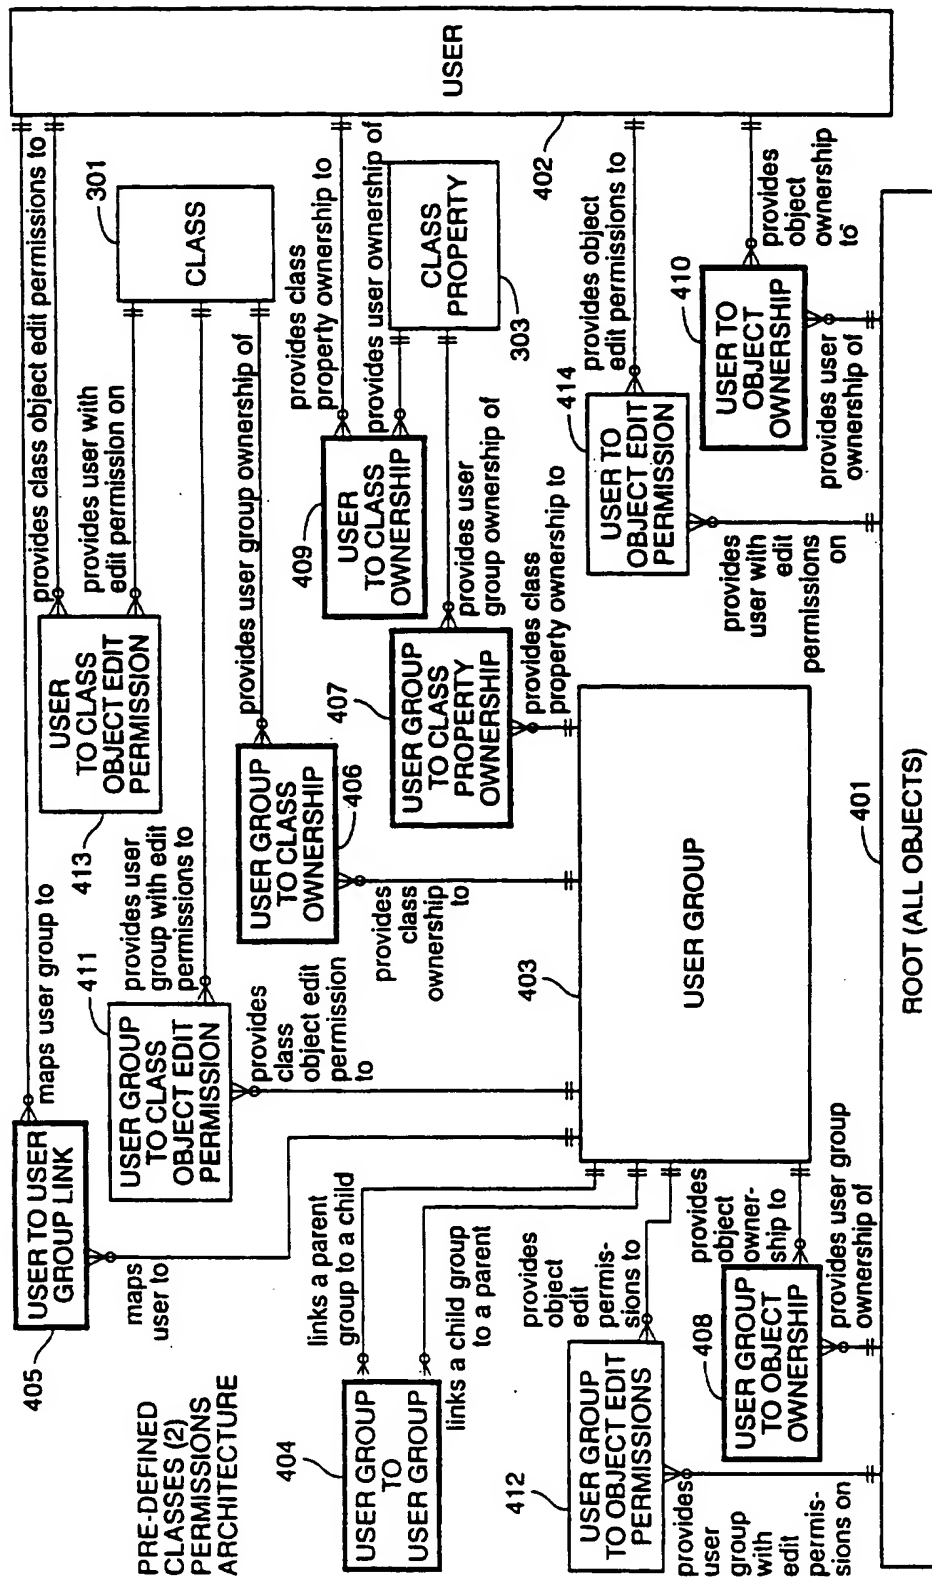 PRE-DEFINED
CLASSES (2)
PERMISSIONS
ARCHITECTURE
405
USER TO USER
GROUP LINK
maps user group to
maps
user to
provides class object edit permissions to
USER
402
413
USER
TO CLASS
OBJECT EDIT
PERMISSION
provides user with
edit permission on
301
CLASS
411
USER GROUP
TO CLASS
OBJECT EDIT
PERMISSION
provides user
group with edit
permissions to
provides
class
object edit
permission
to
USER GROUP
TO CLASS
OWNERSHIP
406
provides user group ownership of
provides
class
ownership
to
409
USER
TO CLASS
OWNERSHIP
provides class
property ownership to
provides user ownership of
CLASS
PROPERTY
303
407
USER GROUP
TO CLASS
PROPERTY
OWNERSHIP
provides user
group ownership of
provides class
property ownership to
404
USER GROUP
TO
USER GROUP
links a parent
group to a child
links a child group
to a parent
403
USER GROUP
414
USER TO
OBJECT EDIT
PERMISSION
provides object
edit permissions to
provides
user with
edit
permissions
on
410
USER TO
OBJECT
OWNERSHIP
provides
object
ownership
to
provides user
ownership of
412
USER GROUP
TO OBJECT EDIT
PERMISSIONS
provides
object
edit
permis-
sions to
provides
user
group
with
edit
permis-
sions on
408
USER GROUP
TO OBJECT
OWNERSHIP
provides
object
owner-
ship to
provides user group
ownership of
401
ROOT (ALL OBJECTS)